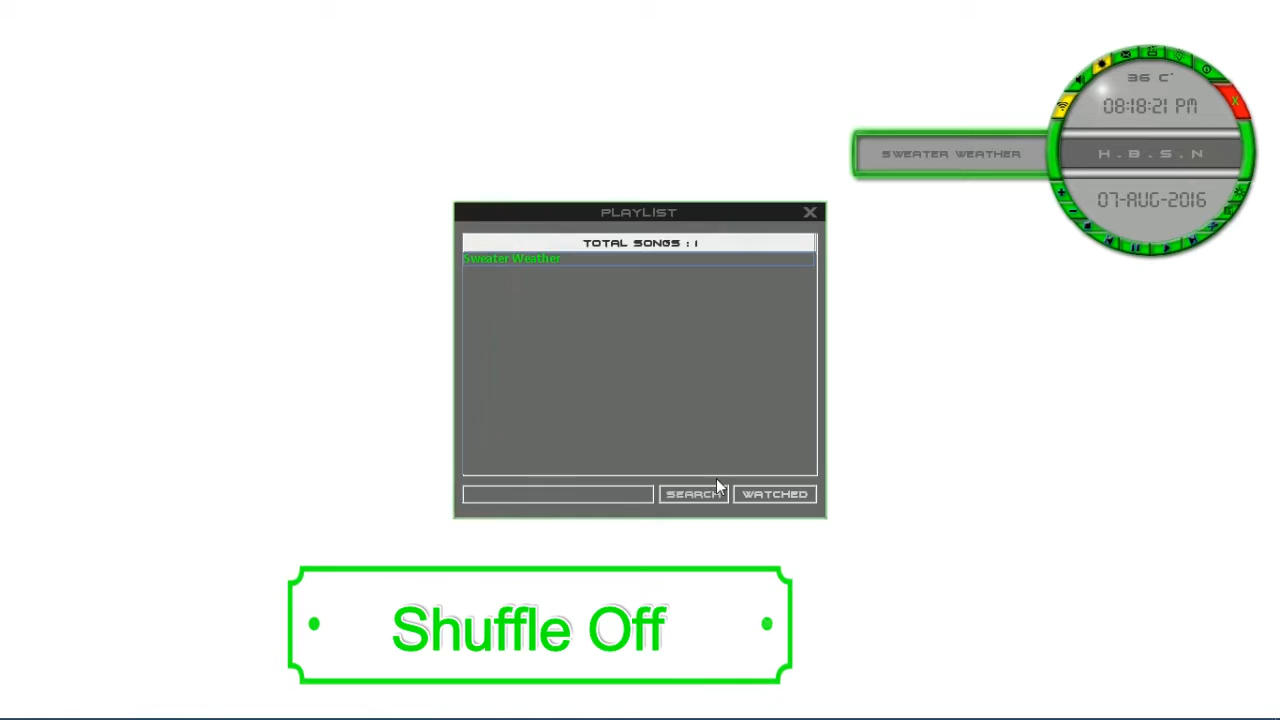 36 C°
08:18:21 PM
SWEATER WEATHER
H . B . S . N
07-AUG-2016
PLAYLIST
X
TOTAL SONGS : 1
Sweater Weather
SEARCH
WATCHED
Shuffle Off